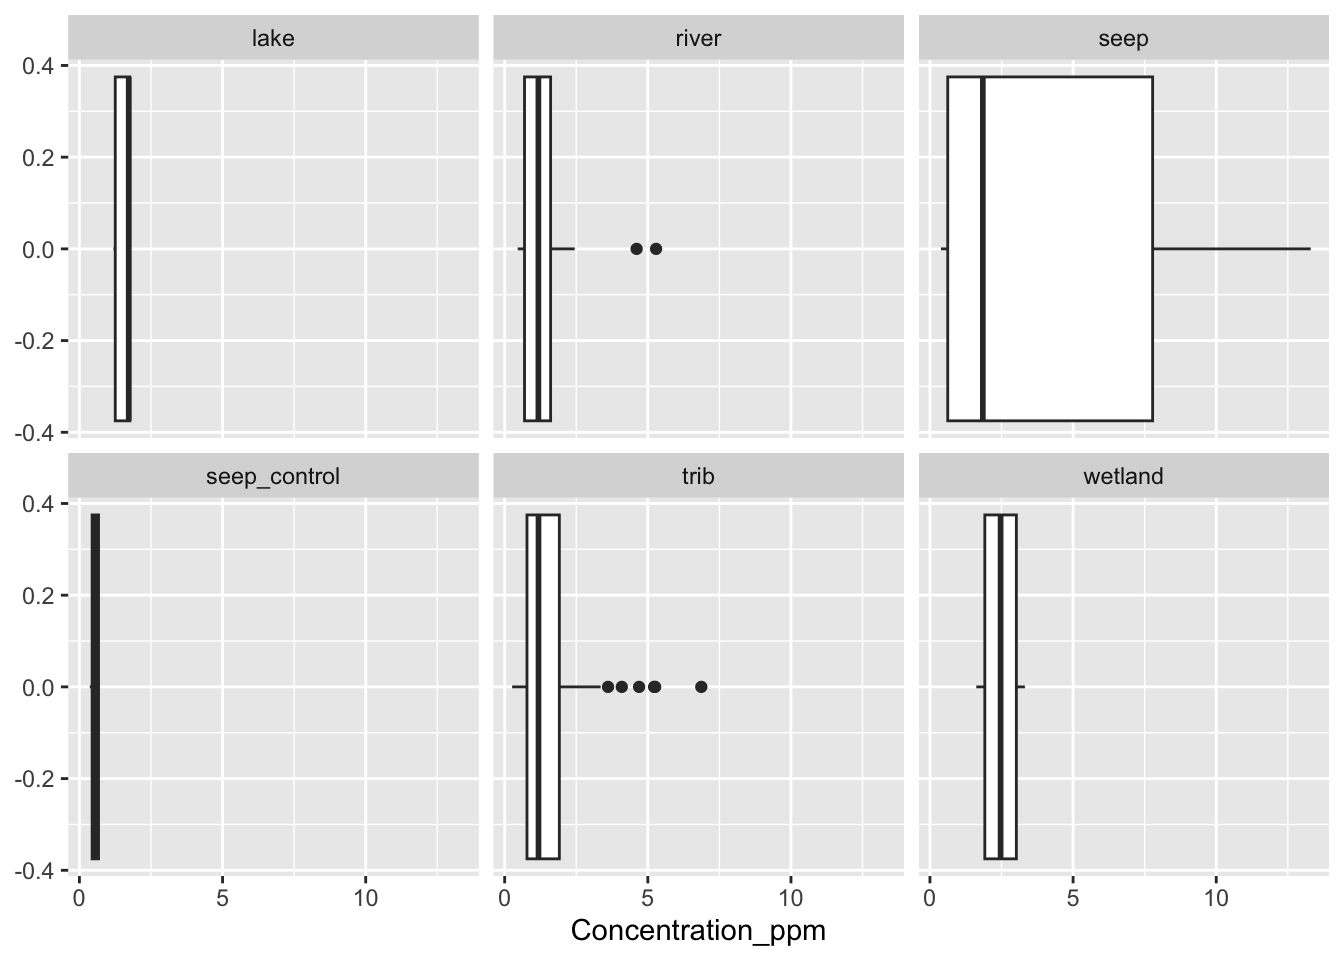 lake river seep
0.4
0.2
0.0
-0.2
-0.4
seep_control trib wetland
0.4
0.2
0.0
-0.2
-0.4
0 5 10 0 5 10 0 5 10
Concentration_ppm